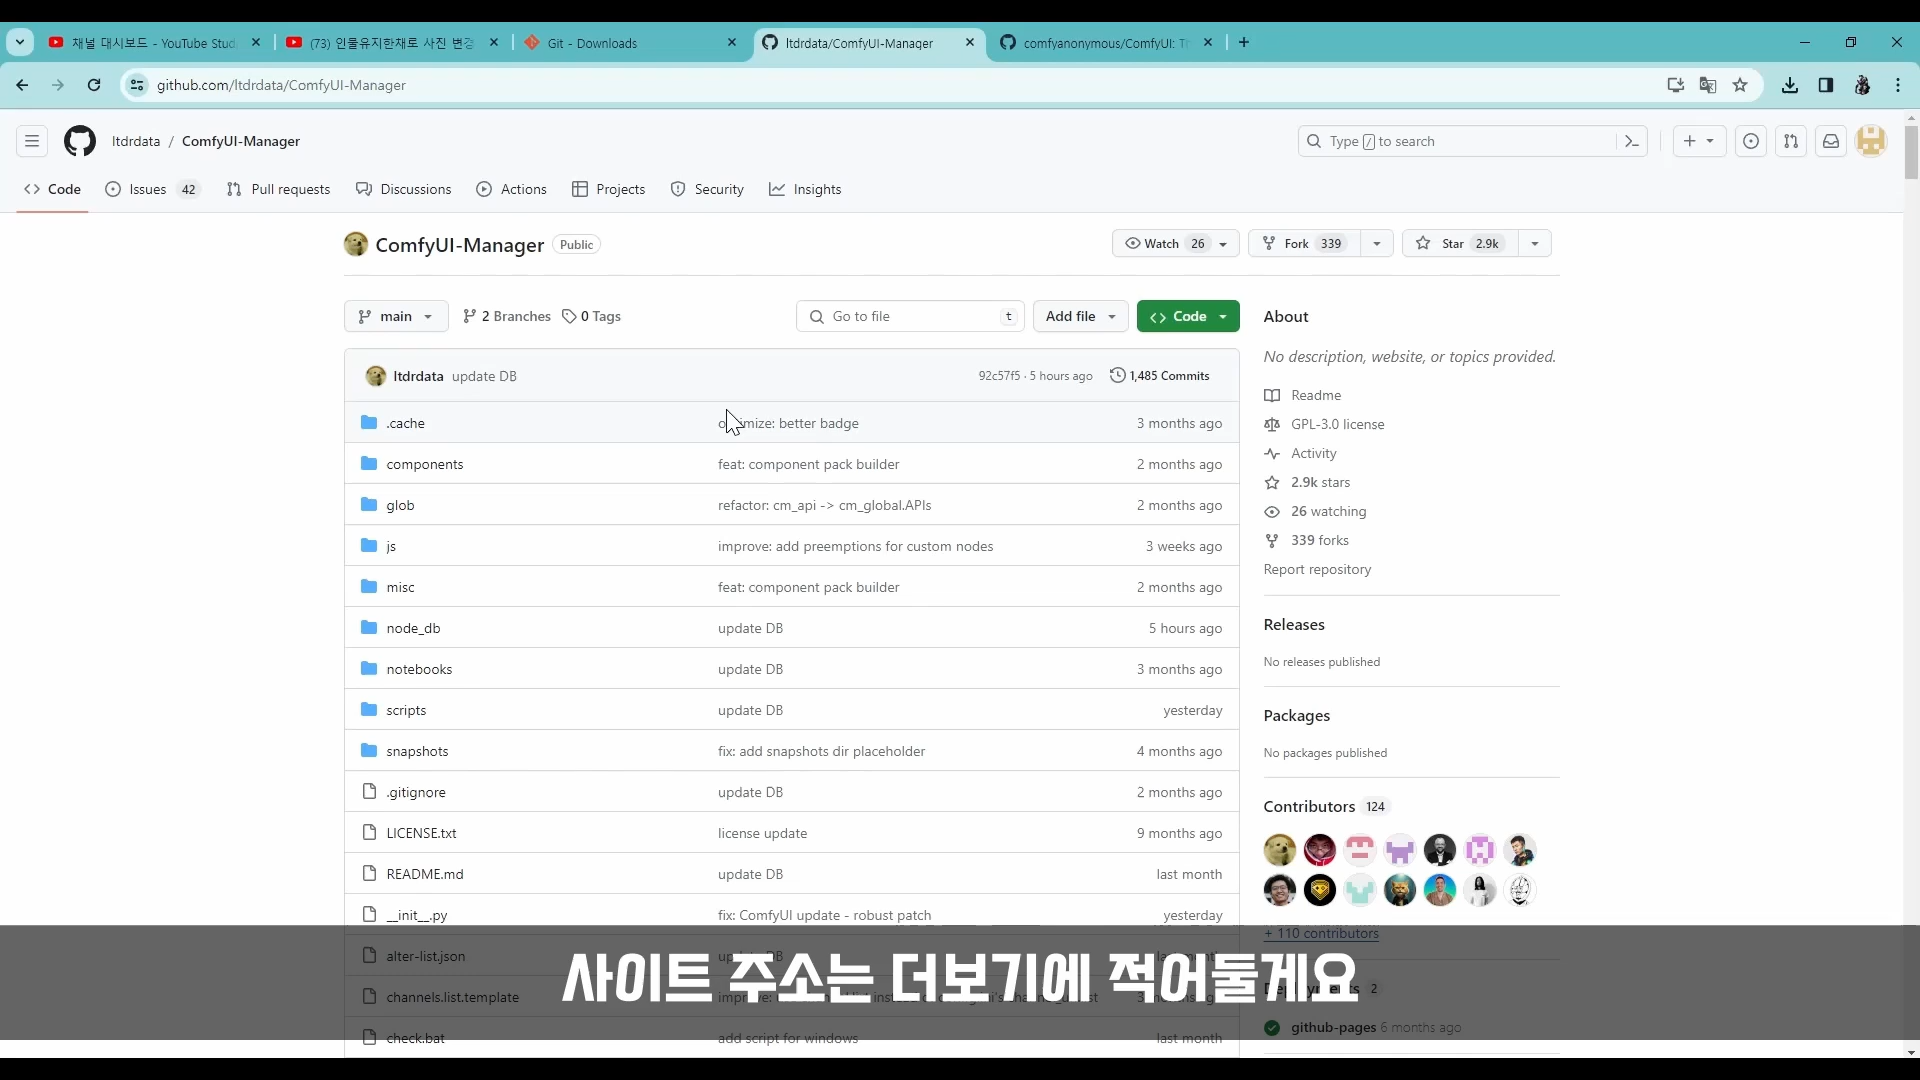 채널 대시보드 - YouTube Stud
(73) 인물유지한채로 사진 변경
Git - Downloads
ltdrdata/ComfyUI-Manager
comfyanonymous/ComfyUI: Th
github.com/ltdrdata/ComfyUI-Manager
ltdrdata / ComfyUI-Manager
Type / to search
Code
Issues 42
Pull requests
Discussions
Actions
Projects
Security
Insights
ComfyUI-Manager Public
Watch 26
Fork 339
Star 2.9k
main
2 Branches
0 Tags
Go to file t
Add file
Code
ltdrdata update DB 92c57f5 · 5 hours ago 1,485 Commits
.cache optimize: better badge 3 months ago
components feat: component pack builder 2 months ago
glob refactor: cm_api -> cm_global.APIs 2 months ago
js improve: add preemptions for custom nodes 3 weeks ago
misc feat: component pack builder 2 months ago
node_db update DB 5 hours ago
notebooks update DB 3 months ago
scripts update DB yesterday
snapshots fix: add snapshots dir placeholder 4 months ago
.gitignore update DB 2 months ago
LICENSE.txt license update 9 months ago
README.md update DB last month
__init__.py fix: ComfyUI update - robust patch yesterday
alter-list.json
channels.list.template
check.bat add script for windows last month
About
No description, website, or topics provided.
Readme
GPL-3.0 license
Activity
2.9k stars
26 watching
339 forks
Report repository
Releases
No releases published
Packages
No packages published
Contributors 124
+ 110 contributors
Deployments 2
github-pages 6 months ago
사이트 주소는 더보기에 적어둘게요